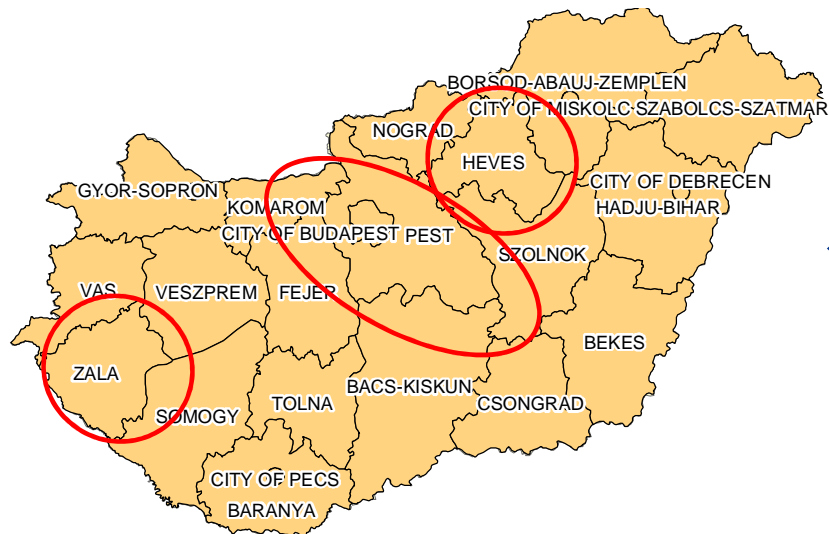 BORSOD-ABAUJ-ZEMPLEN
CITY OF MISKOLC
SZABOLCS-SZATMAR
NOGRAD
HEVES
CITY OF DEBRECEN
HADJU-BIHAR
GYOR-SOPRON
KOMAROM
CITY OF BUDAPEST
PEST
SZOLNOK
VAS
VESZPREM
FEJER
BEKES
ZALA
BACS-KISKUN
SOMOGY
TOLNA
CSONGRAD
CITY OF PECS
BARANYA